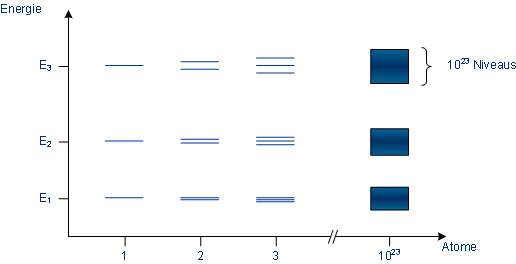 Energie
E₃
10²³ Niveaus
E₂
E₁
Atome
1 2 3 10²³